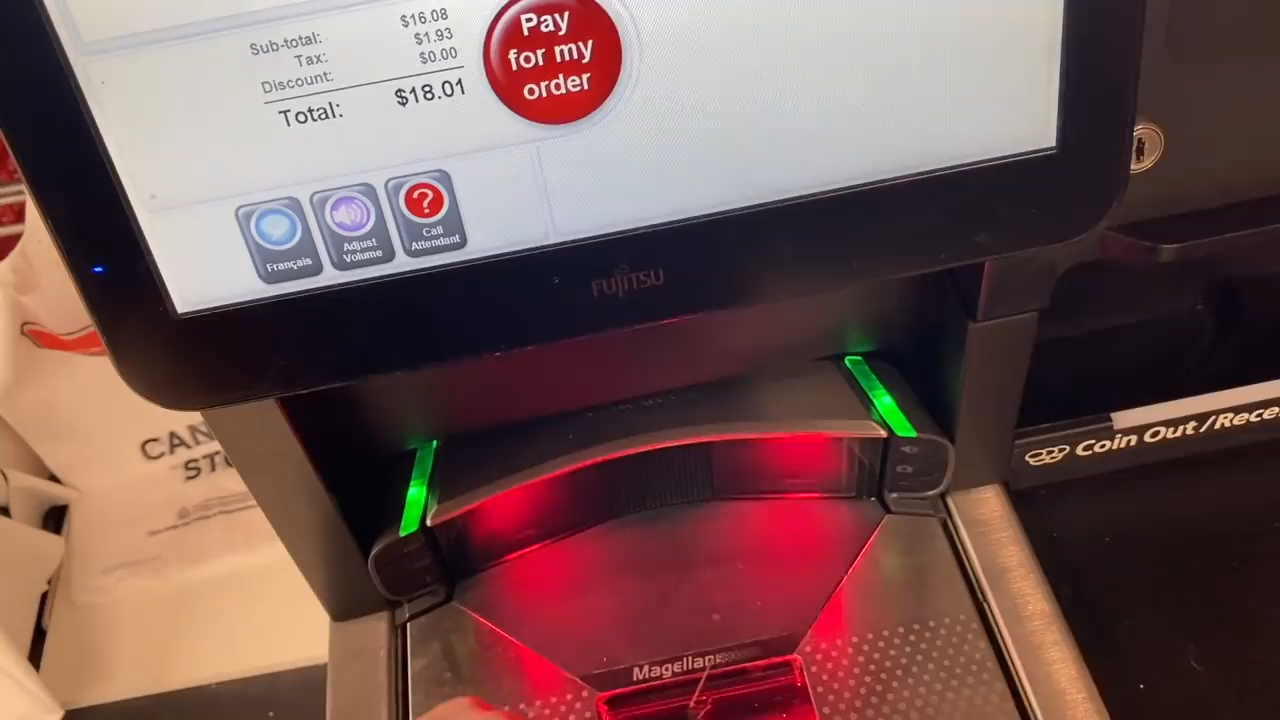 Sub-total: $16.08
Tax: $1.93
Discount: $0.00
Total: $18.01
Pay
for my
order
Français
Adjust
Volume
Call
Attendant
FUJITSU
CAN
Coin Out /Rece
Magellan